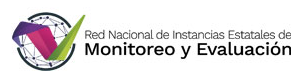 Red Nacional de Instancias Estatales de
Monitoreo y Evaluación